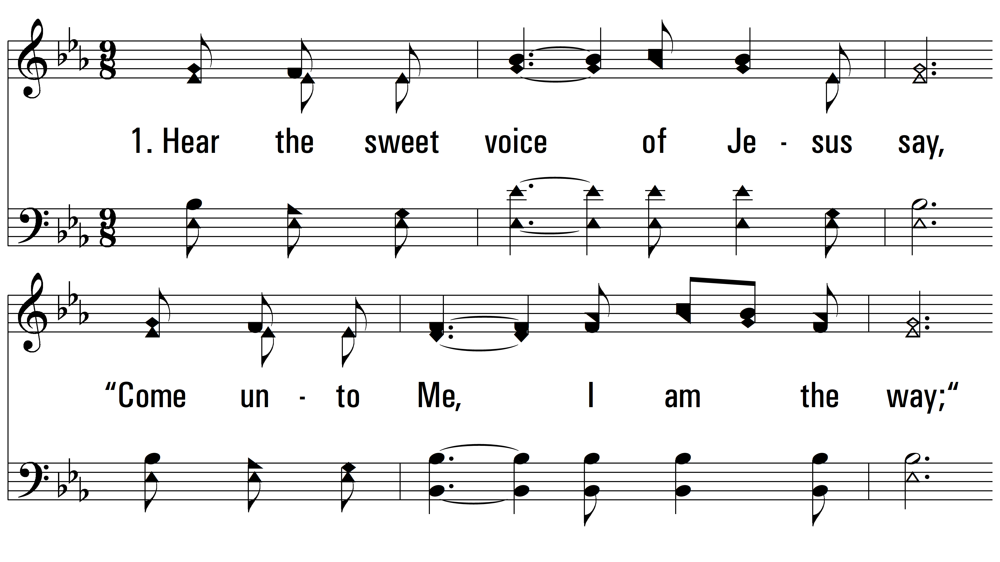 1. Hear the sweet voice of Je - sus say,
“Come un - to Me, I am the way;“